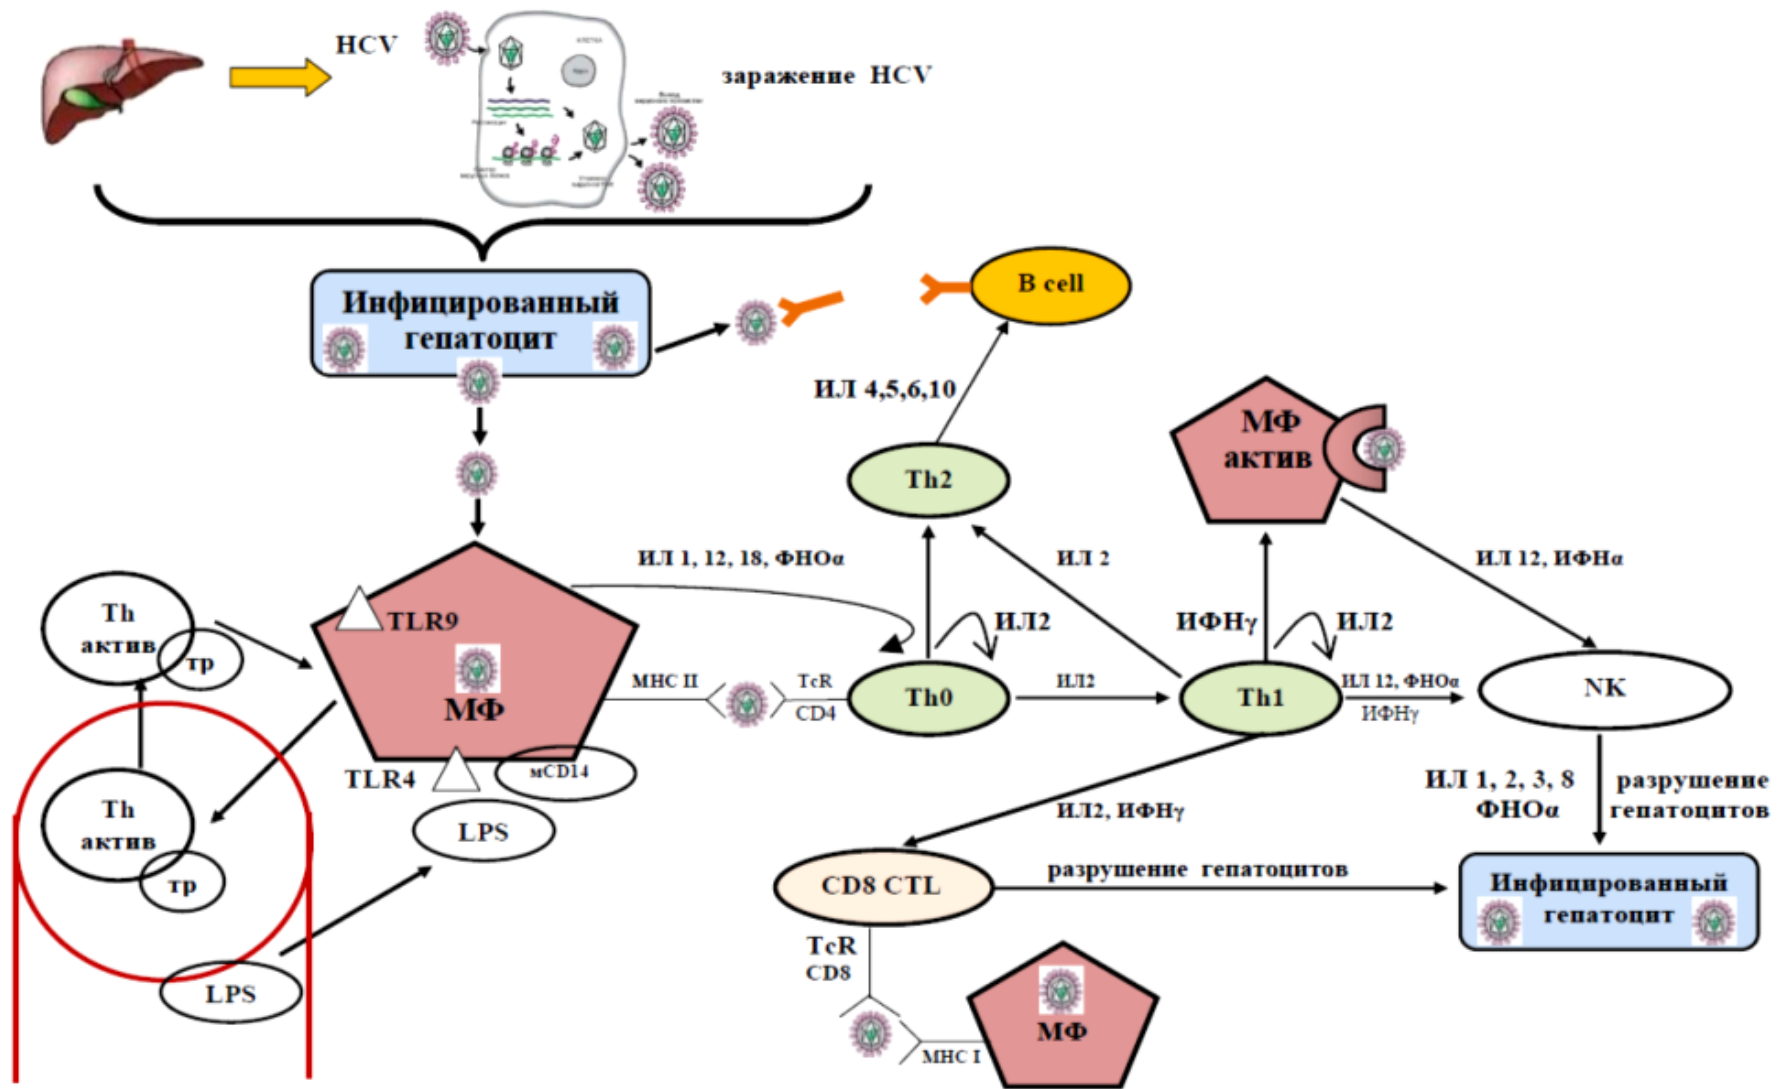 HCV
КЛЕТКА
Ядро
заражение HCV
Выход
Инфицированный
гепатоцит
B cell
ИЛ 4,5,6,10
МФ
актив
Th2
ИЛ 1, 12, 18, ФНОα
ИЛ 2
ИЛ 12, ИФНα
Th
актив
тр
TLR9
МФ
MHC II
TcR
CD4
Th0
ИЛ2
ИЛ2
ИФНγ
Th1
ИЛ2
ИЛ 12, ФНОα
ИФНγ
NK
Th
актив
тр
TLR4
мCD14
LPS
LPS
ИЛ2, ИФНγ
ИЛ 1, 2, 3, 8
ФНОα
разрушение
гепатоцитов
CD8 CTL
разрушение гепатоцитов
Инфицированный
гепатоцит
TcR
CD8
MHC I
МФ